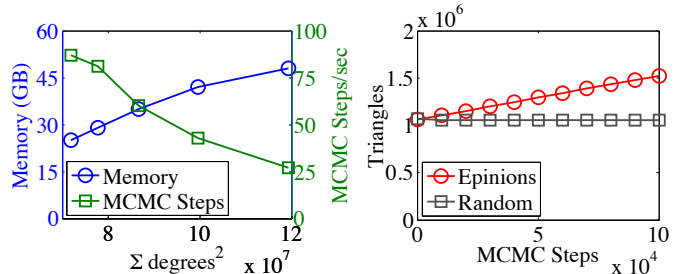 60
45
30
15
0
Memory (GB)
100
75
50
25
0
MCMC Steps/sec
Memory
MCMC Steps
8 10 12
Σ degrees²
x 10⁷
2 x 10⁶
1.5
1
0.5
0
Triangles
Epinions
Random
0 5 10
MCMC Steps
x 10⁴